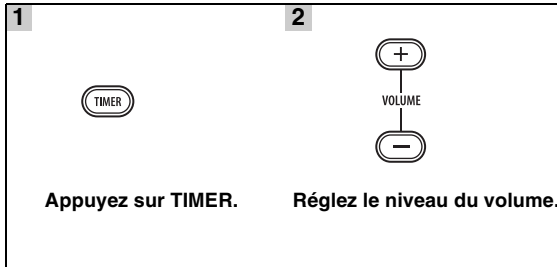 1
TIMER
Appuyez sur TIMER.
2
+
VOLUME
−
Réglez le niveau du volume.